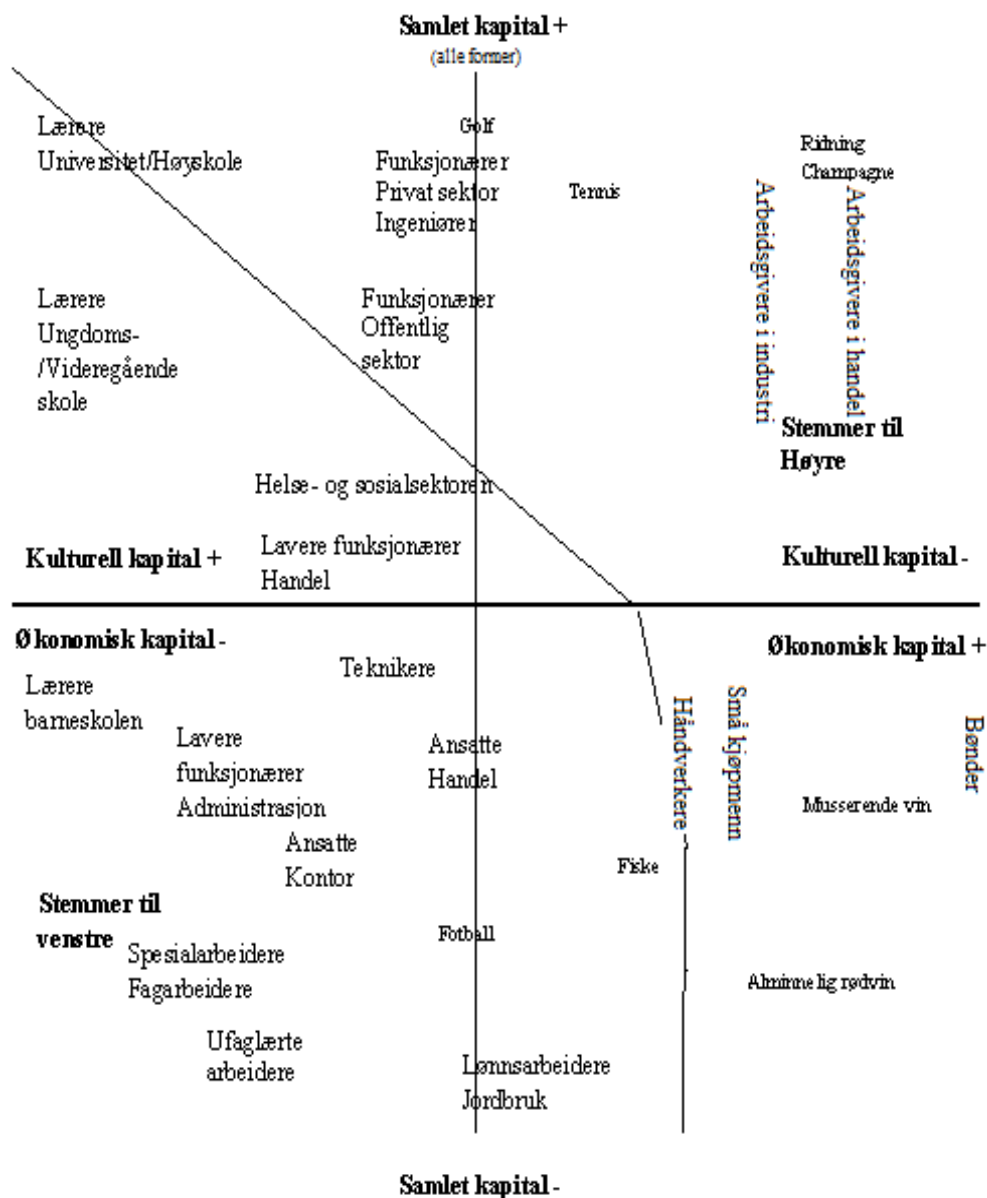 Samlet kapital +
(alle former)
Lærere
Universitet/Høyskole
Golf
Funksjonærer
Privat sektor
Ingeniører
Tennis
Ridning
Champagne
Arbeidsgivere i industri
Arbeidsgivere i handel
Lærere
Ungdoms-
/Videregående
skole
Funksjonærer
Offentlig
sektor
Stemmer til
Høyre
Helse- og sosialsektoren
Lavere funksjonærer
Handel
Kulturell kapital +
Kulturell kapital -
Økonomisk kapital -
Økonomisk kapital +
Lærere
barneskolen
Teknikere
Lavere
funksjonærer
Administrasjon
Ansatte
Handel
Håndverkere
Små kjøpmenn
Bønder
Musserende vin
Ansatte
Kontor
Fiske
Stemmer til
venstre
Fotball
Spesialarbeidere
Fagarbeidere
Alminnelig rødvin
Ufaglærte
arbeidere
Lønnsarbeidere
Jordbruk
Samlet kapital -